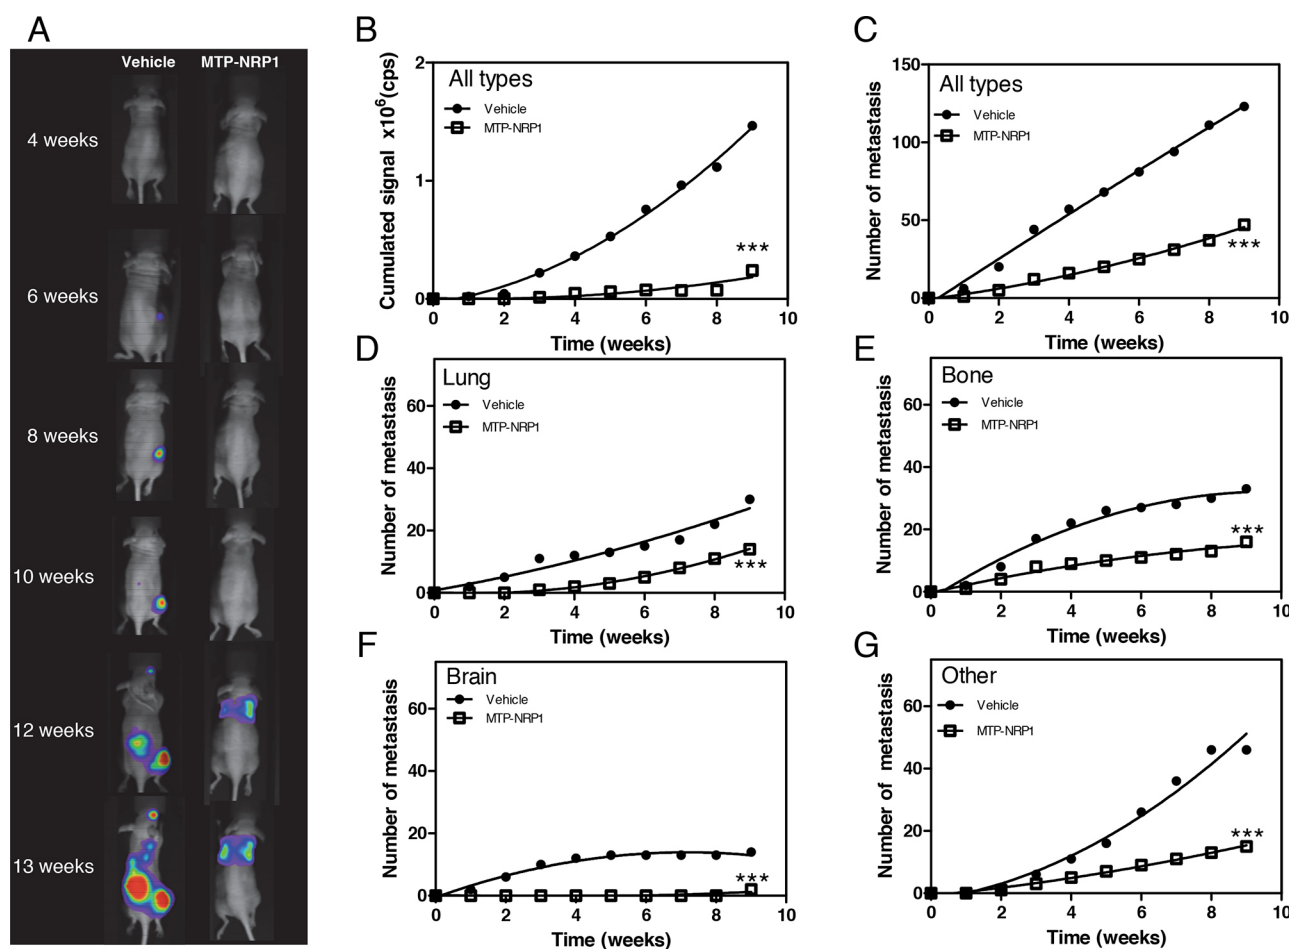 A
Vehicle MTP-NRP1
4 weeks
6 weeks
8 weeks
10 weeks
12 weeks
13 weeks
B
All types
Vehicle
MTP-NRP1
Cumulated signal x10⁶(cps)
2
1
0
***
0 2 4 6 8 10
Time (weeks)
C
All types
Vehicle
MTP-NRP1
Number of metastasis
150
100
50
0
***
0 2 4 6 8 10
Time (weeks)
D
Lung
Vehicle
MTP-NRP1
Number of metastasis
60
40
20
0
***
0 2 4 6 8 10
Time (weeks)
E
Bone
Vehicle
MTP-NRP1
Number of metastasis
60
40
20
0
***
0 2 4 6 8 10
Time (weeks)
F
Brain
Vehicle
MTP-NRP1
Number of metastasis
60
40
20
0
***
0 2 4 6 8 10
Time (weeks)
G
Other
Vehicle
MTP-NRP1
Number of metastasis
60
40
20
0
***
0 2 4 6 8 10
Time (weeks)